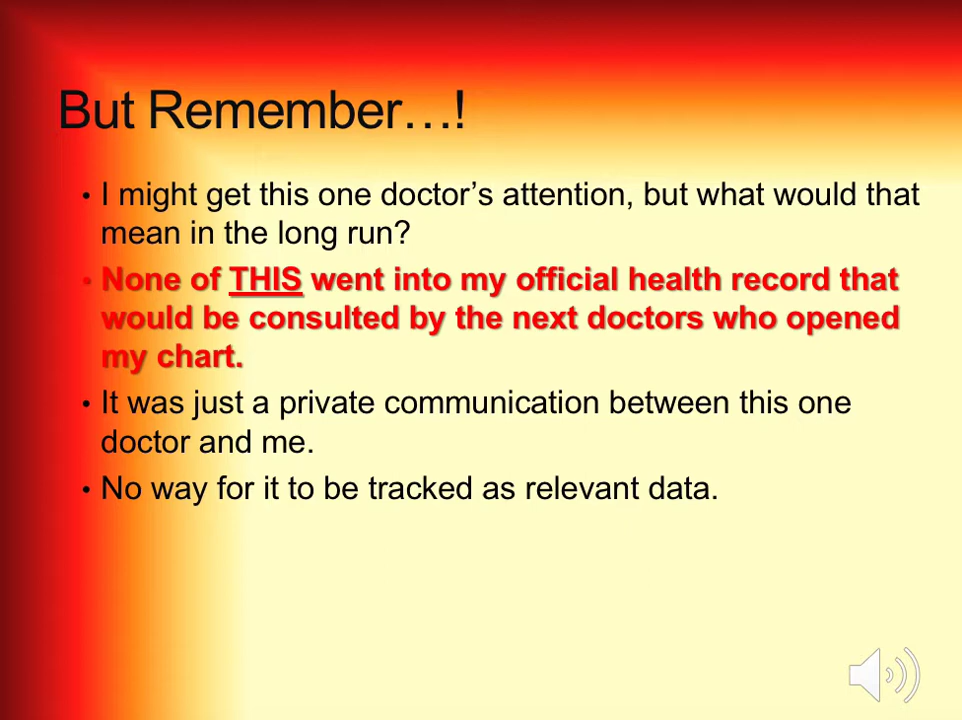 But Remember…!
• I might get this one doctor’s attention, but what would that
mean in the long run?
• None of THIS went into my official health record that
would be consulted by the next doctors who opened
my chart.
• It was just a private communication between this one
doctor and me.
• No way for it to be tracked as relevant data.